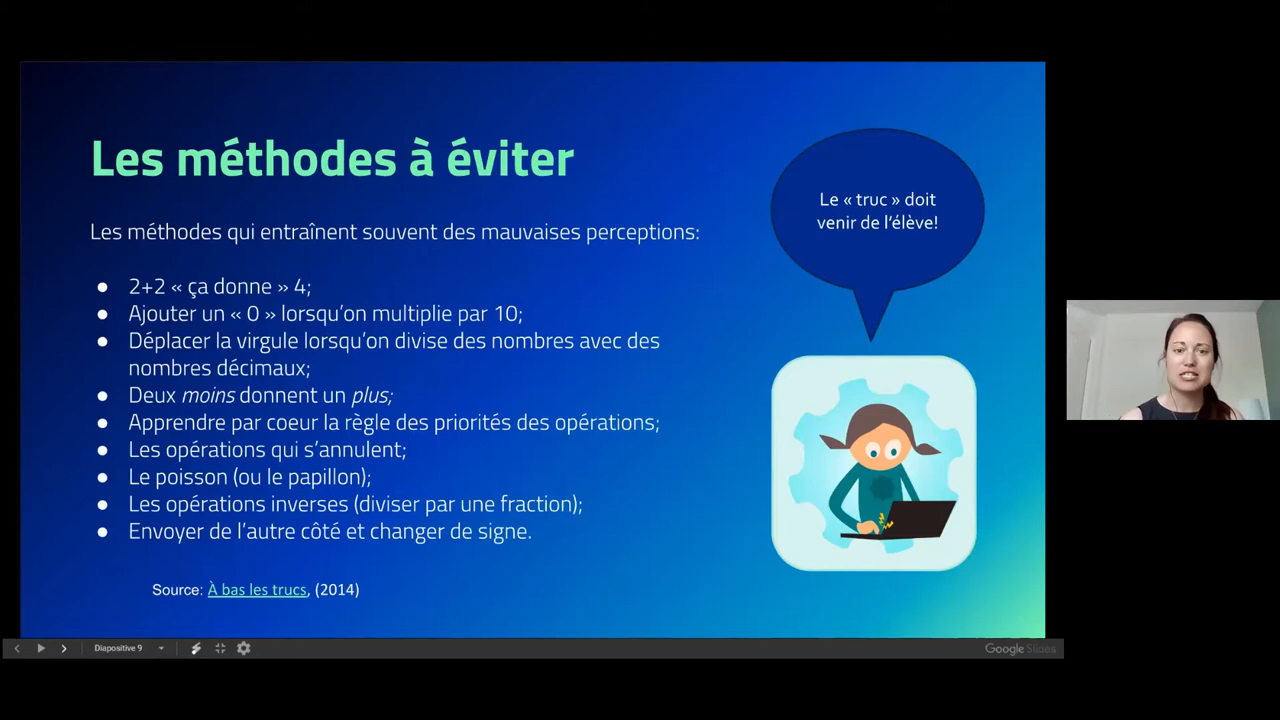 Les méthodes à éviter
Les méthodes qui entraînent souvent des mauvaises perceptions:
● 2+2 « ça donne » 4;
● Ajouter un « 0 » lorsqu’on multiplie par 10;
● Déplacer la virgule lorsqu’on divise des nombres avec des
nombres décimaux;
● Deux moins donnent un plus;
● Apprendre par coeur la règle des priorités des opérations;
● Les opérations qui s’annulent;
● Le poisson (ou le papillon);
● Les opérations inverses (diviser par une fraction);
● Envoyer de l’autre côté et changer de signe.
Source: À bas les trucs, (2014)
Le « truc » doit
venir de l’élève!
Diapositive 9
Google Slides